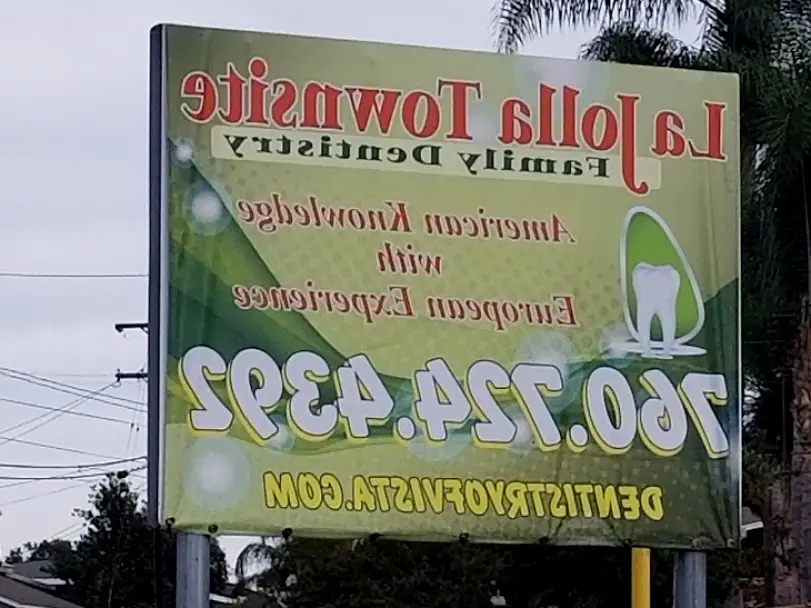 La Jolla Townsite
Family Dentistry
American Knowledge
with
European Experience
760.724.4392
DENTISTRYOFVISTA.COM